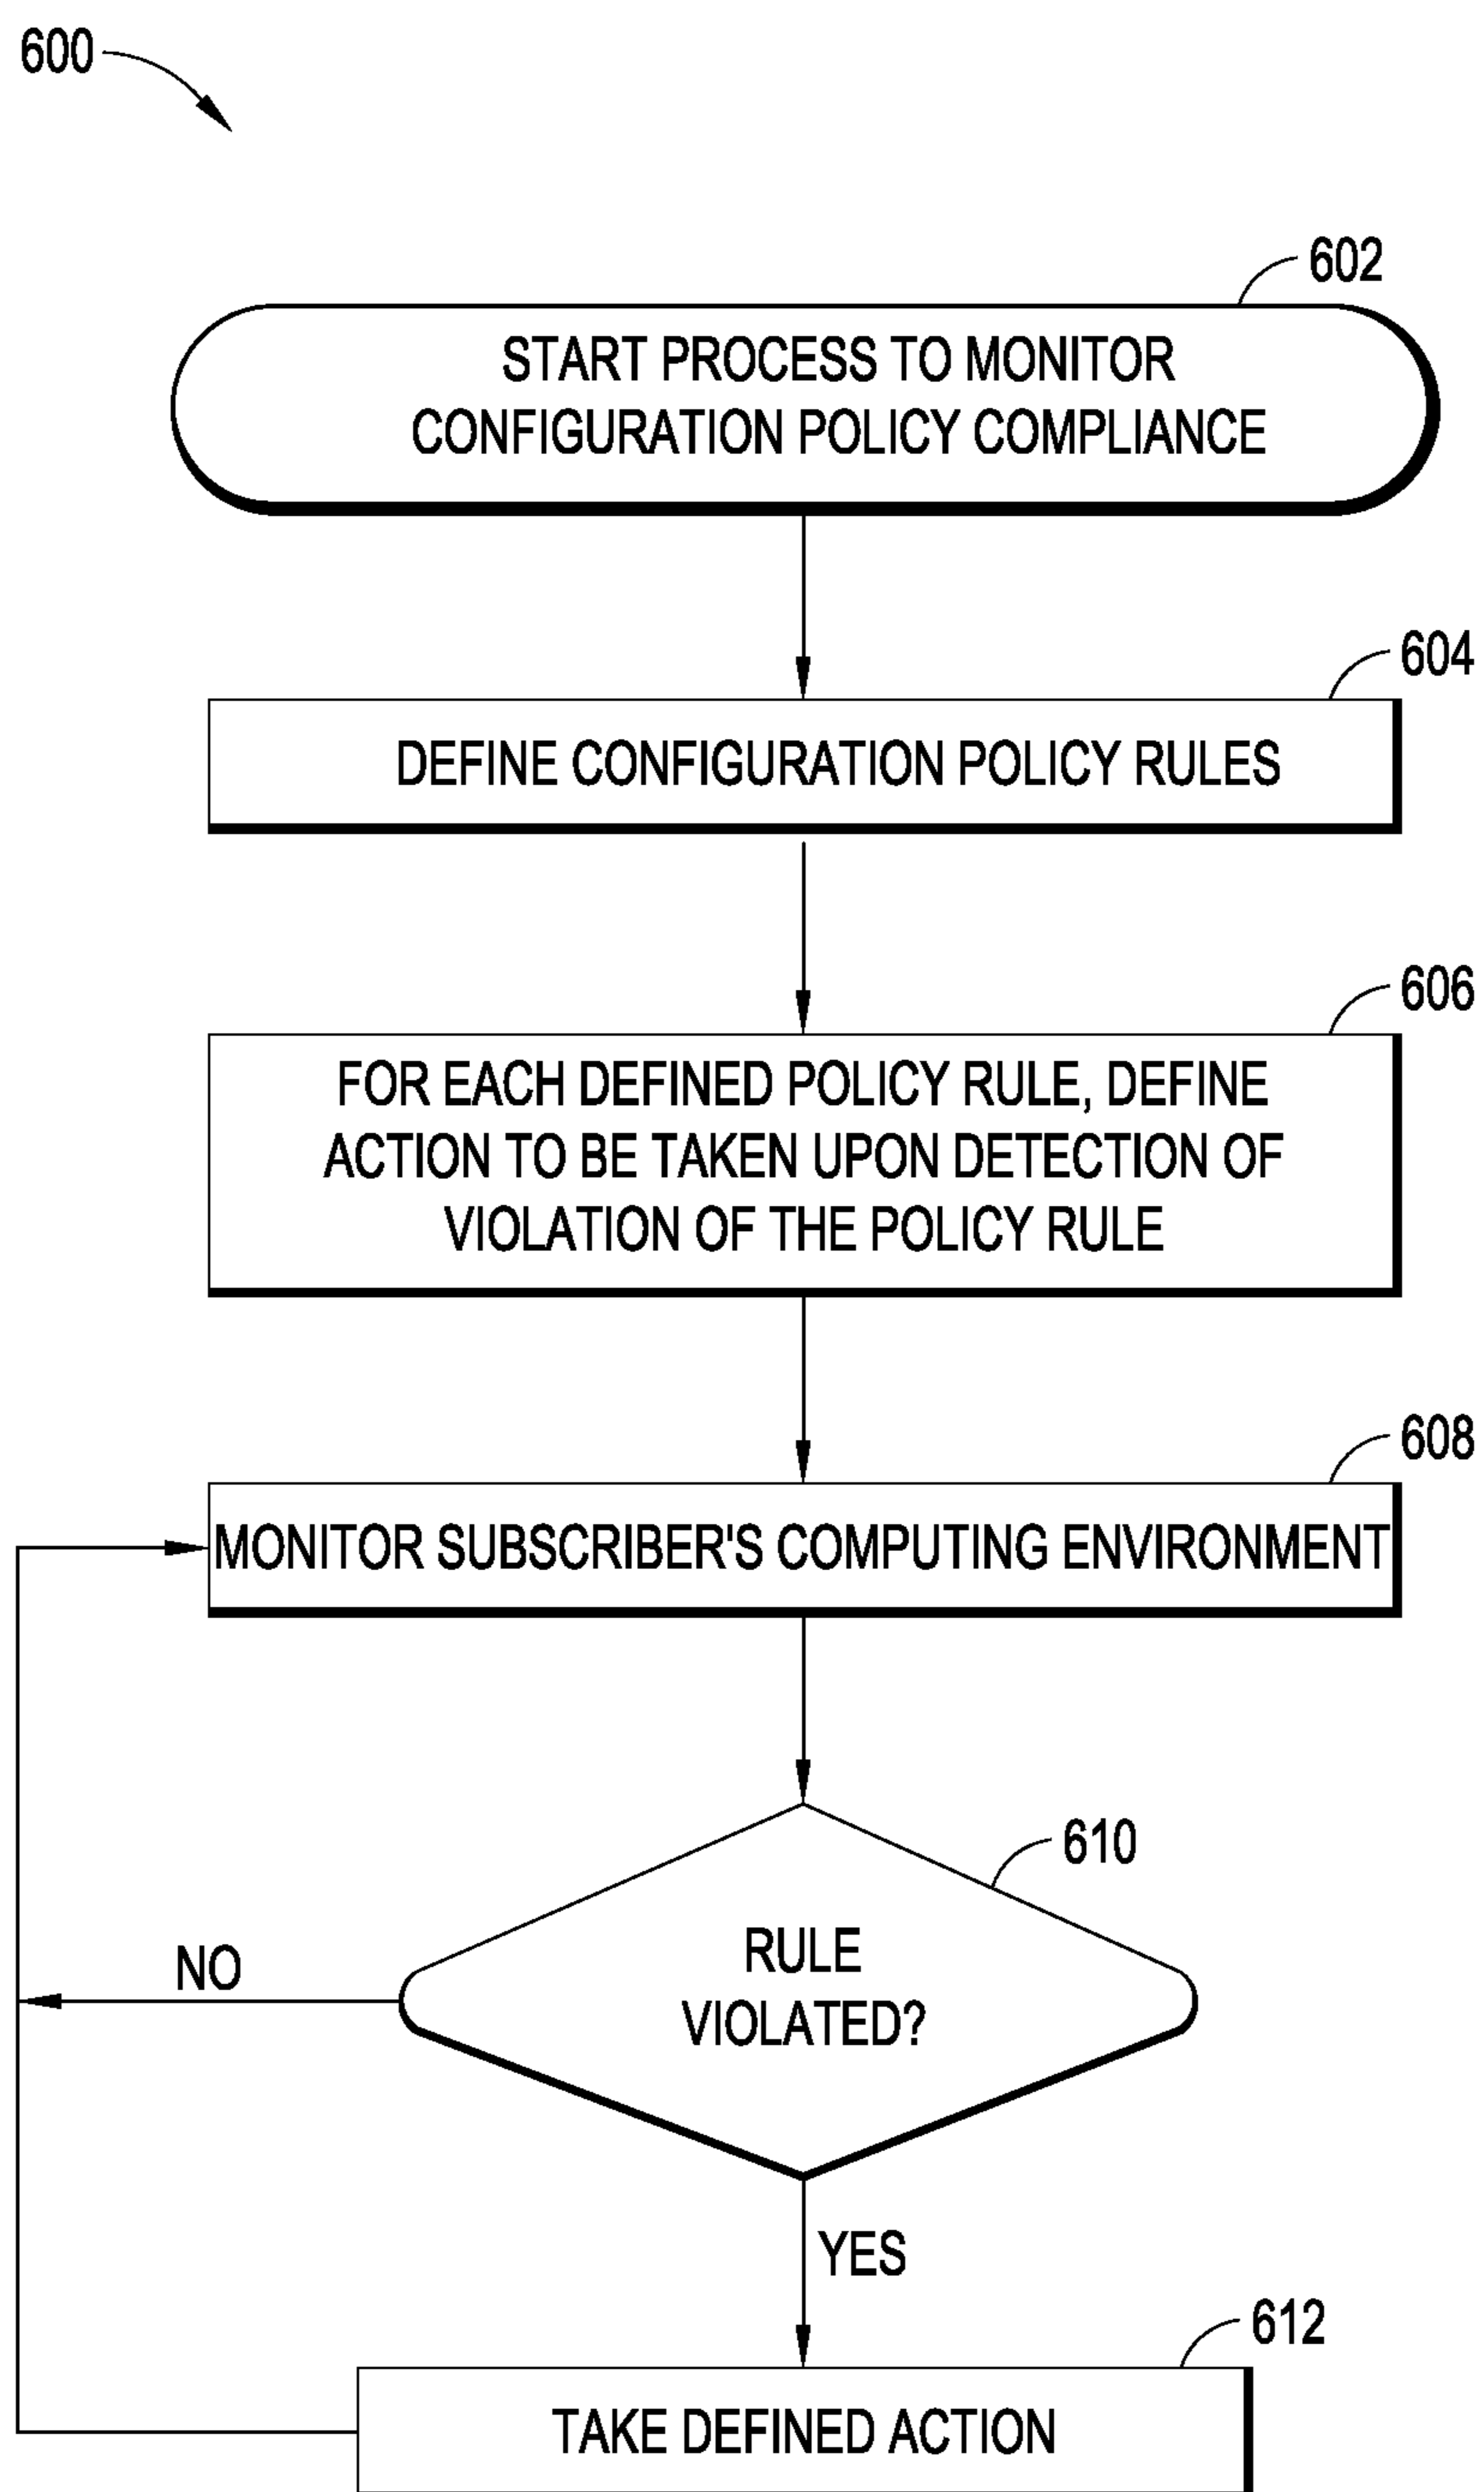 600
602
START PROCESS TO MONITOR
CONFIGURATION POLICY COMPLIANCE
604
DEFINE CONFIGURATION POLICY RULES
606
FOR EACH DEFINED POLICY RULE, DEFINE
ACTION TO BE TAKEN UPON DETECTION OF
VIOLATION OF THE POLICY RULE
608
MONITOR SUBSCRIBER'S COMPUTING ENVIRONMENT
610
RULE
VIOLATED?
NO
YES
612
TAKE DEFINED ACTION